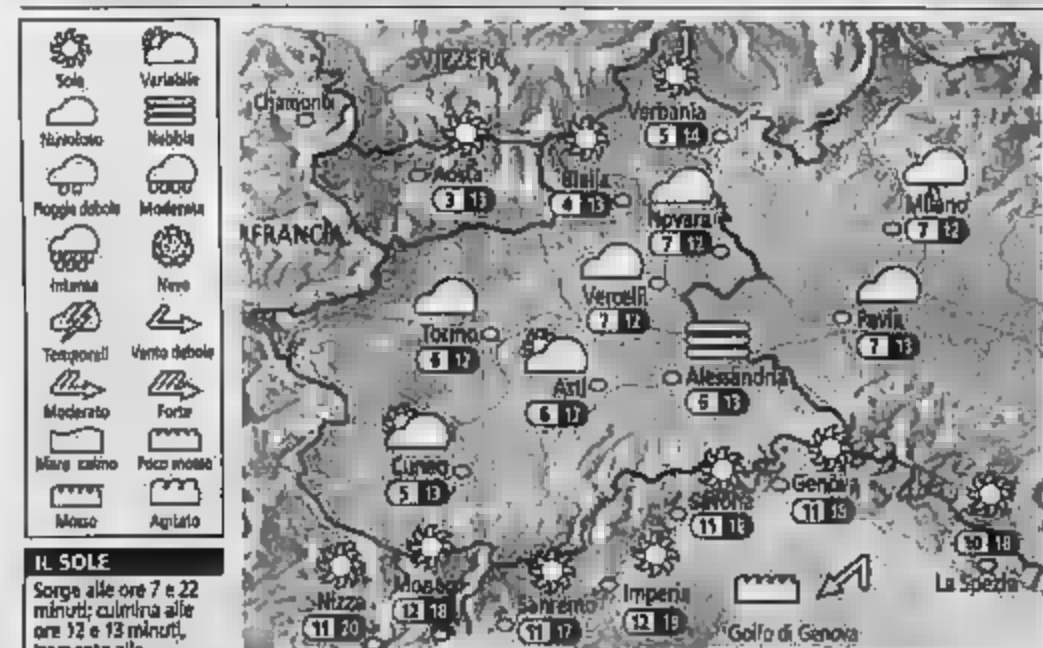 Sole Variabile
Nuvoloso Nebbia
Pioggia debole Moderata
Intensa Neve
Temporali Vento debole
Moderato Forte
Mare calmo Poco mosso
Mosso Agitato
IL SOLE
Sorge alle ore 7 e 22
minuti; culmina alle
ore 12 e 13 minuti,
tramonta alle
SVIZZERA
Chamonix
Verbania
5 14
Aosta
3 13
Biella
4 13
Novara
7 12
Milano
7 12
FRANCIA
Vercelli
7 12
Torino
6 12
Pavia
7 13
Asti
6
Alessandria
6 13
Cuneo
5 13
Savona
11
Genova
11
10 18
La Spezia
Monaco
12 18
Nizza
11 20
Sanremo
11 17
Imperia
12
Golfo di Genova